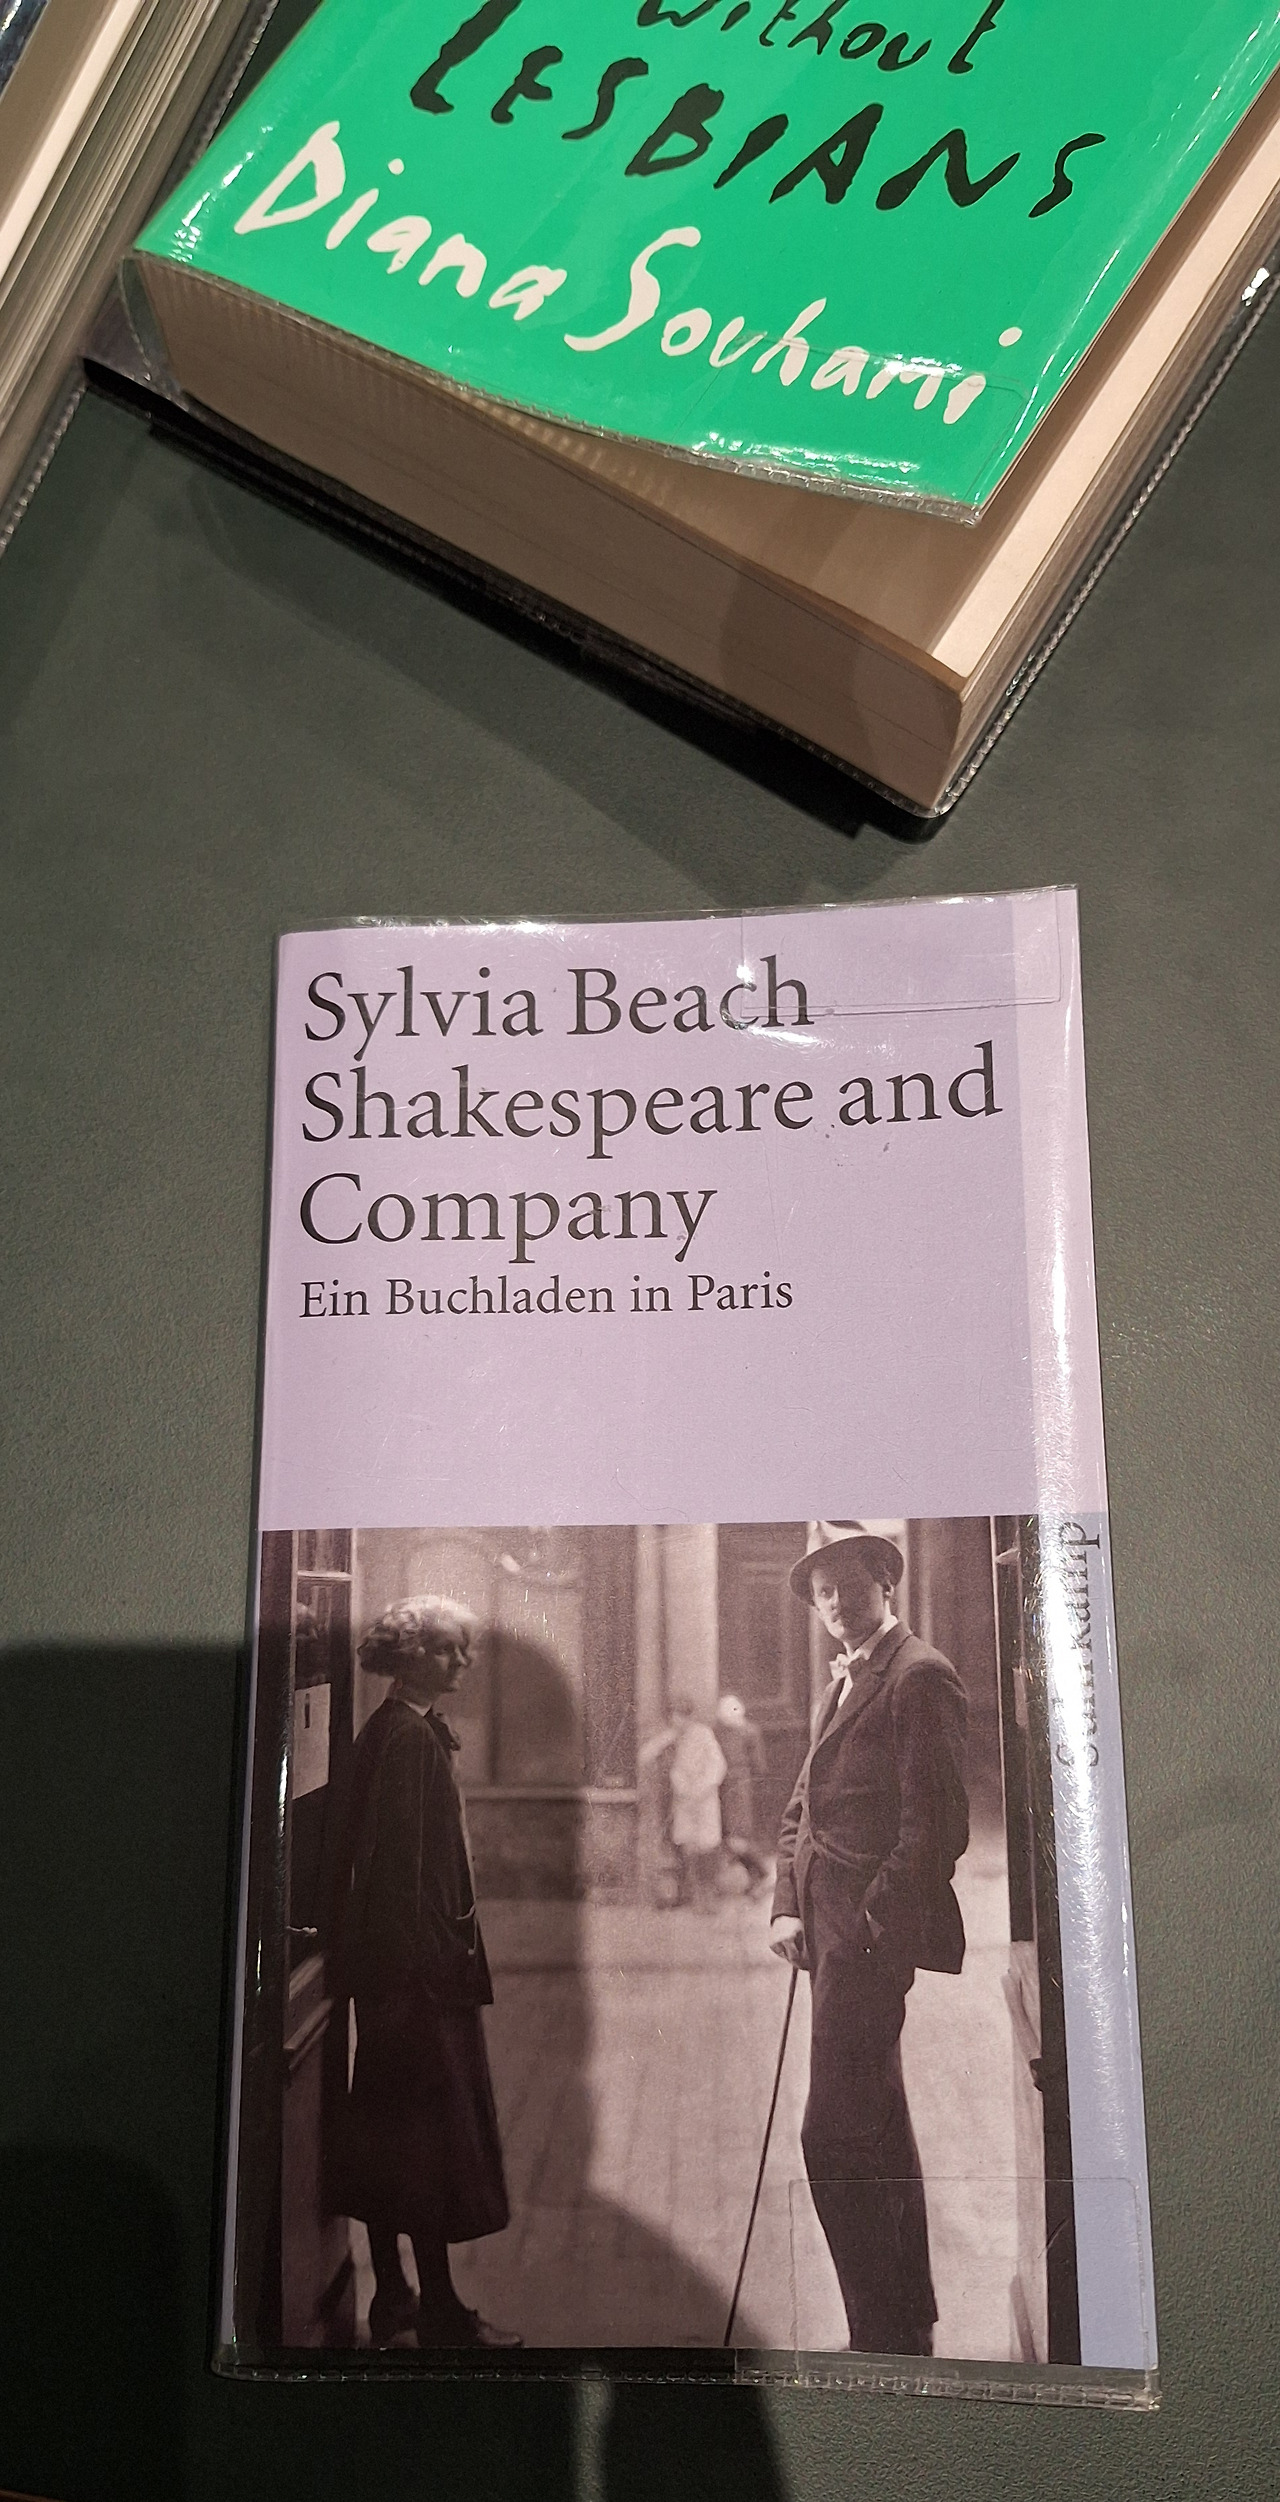 without
LESBIANS
Diana Souhami
Sylvia Beach
Shakespeare and
Company
Ein Buchladen in Paris
suhrkamp